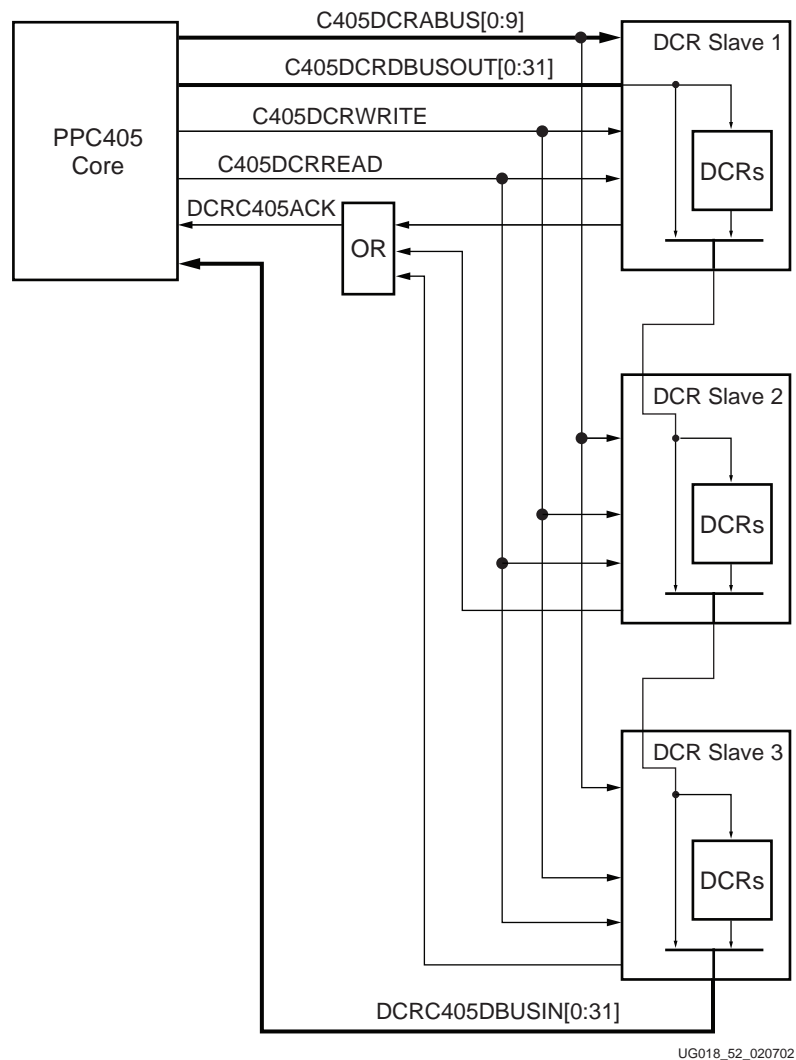 C405DCRABUS[0:9]
DCR Slave 1
C405DCRDBUSOUT[0:31]
C405DCRWRITE
PPC405
Core
C405DCRREAD
DCRs
DCRC405ACK
OR
DCR Slave 2
DCRs
DCR Slave 3
DCRs
DCRC405DBUSIN[0:31]
UG018_52_020702